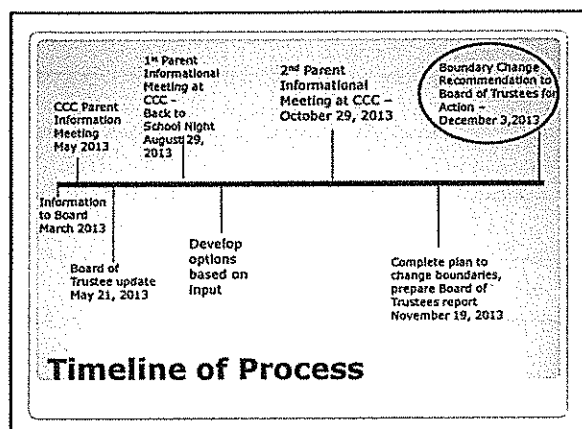 1st Parent
Informational
Meeting at
CCC –
Back to
School Night
August 29,
2013
2nd Parent
Informational
Meeting at CCC –
October 29, 2013
Boundary Change
Recommendation to
Board of Trustees for
Action –
December 3,2013
CCC Parent
Information
Meeting
May 2013
Information
to Board
March 2013
Board of
Trustee update
May 21, 2013
Develop
options
based on
input
Complete plan to
change boundaries,
prepare Board of
Trustees report
November 19, 2013
Timeline of Process